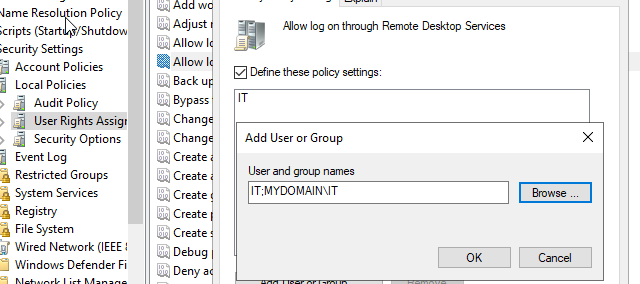 Name Resolution Policy
Scripts (Startup/Shutdow
Security Settings
Account Policies
Local Policies
Audit Policy
User Rights Assign
Security Options
Event Log
Restricted Groups
System Services
Registry
File System
Wired Network (IEEE 8
Windows Defender Fi
Network List Manage
Add wo
Adjust r
Allow lo
Allow lo
Back up
Bypass
Change
Change
Create a
Create a
Create g
Create p
Create s
Debug p
Deny ac
Explain
Allow log on through Remote Desktop Services
Define these policy settings:
IT
Add User or Group
User and group names
IT;MYDOMAIN\IT
Browse ...
OK
Cancel
Add User or Group
Remove